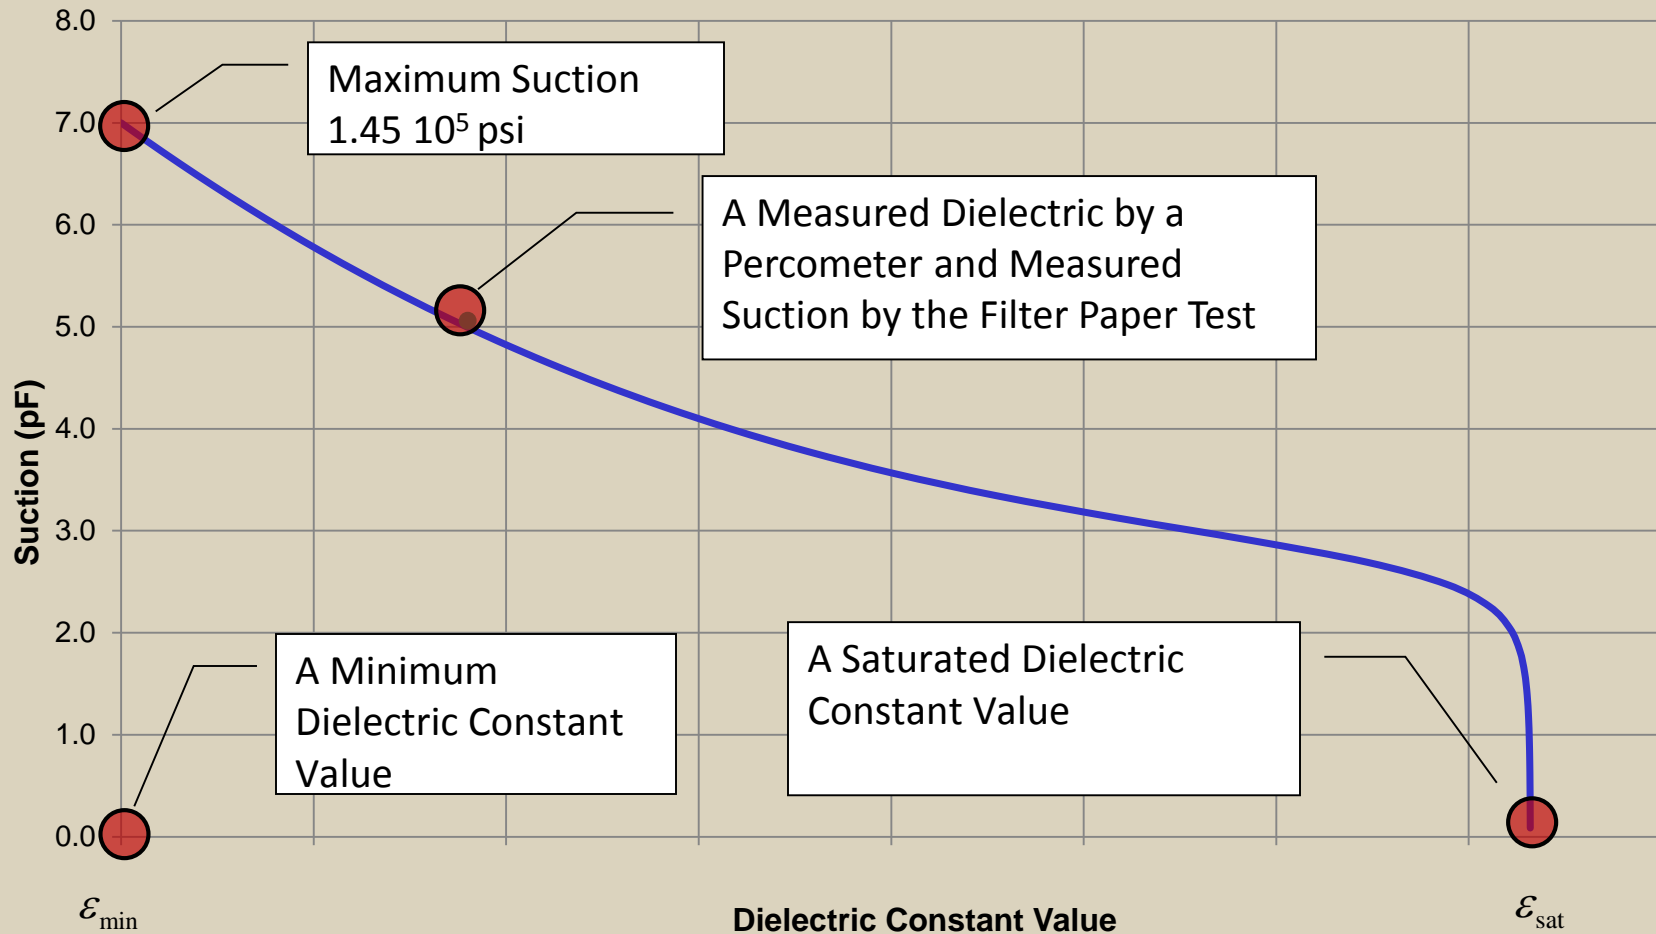 8.0
Maximum Suction
1.45 10⁵ psi
7.0
A Measured Dielectric by a
Percometer and Measured
Suction by the Filter Paper Test
6.0
5.0
4.0
Suction (pF)
3.0
2.0
A Minimum
Dielectric Constant
Value
A Saturated Dielectric
Constant Value
1.0
0.0
εmin
Dielectric Constant Value
εsat